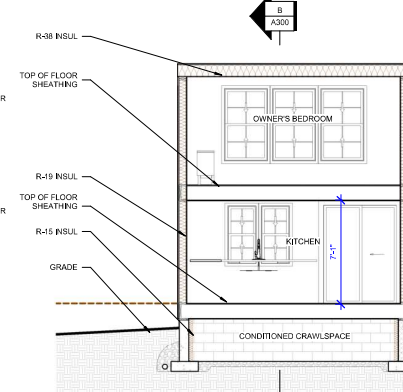 B
A300
R-38 INSUL
TOP OF FLOOR
SHEATHING
R
OWNER'S BEDROOM
R-19 INSUL
TOP OF FLOOR
SHEATHING
R
R-15 INSUL
KITCHEN
7'-1"
GRADE
CONDITIONED CRAWLSPACE